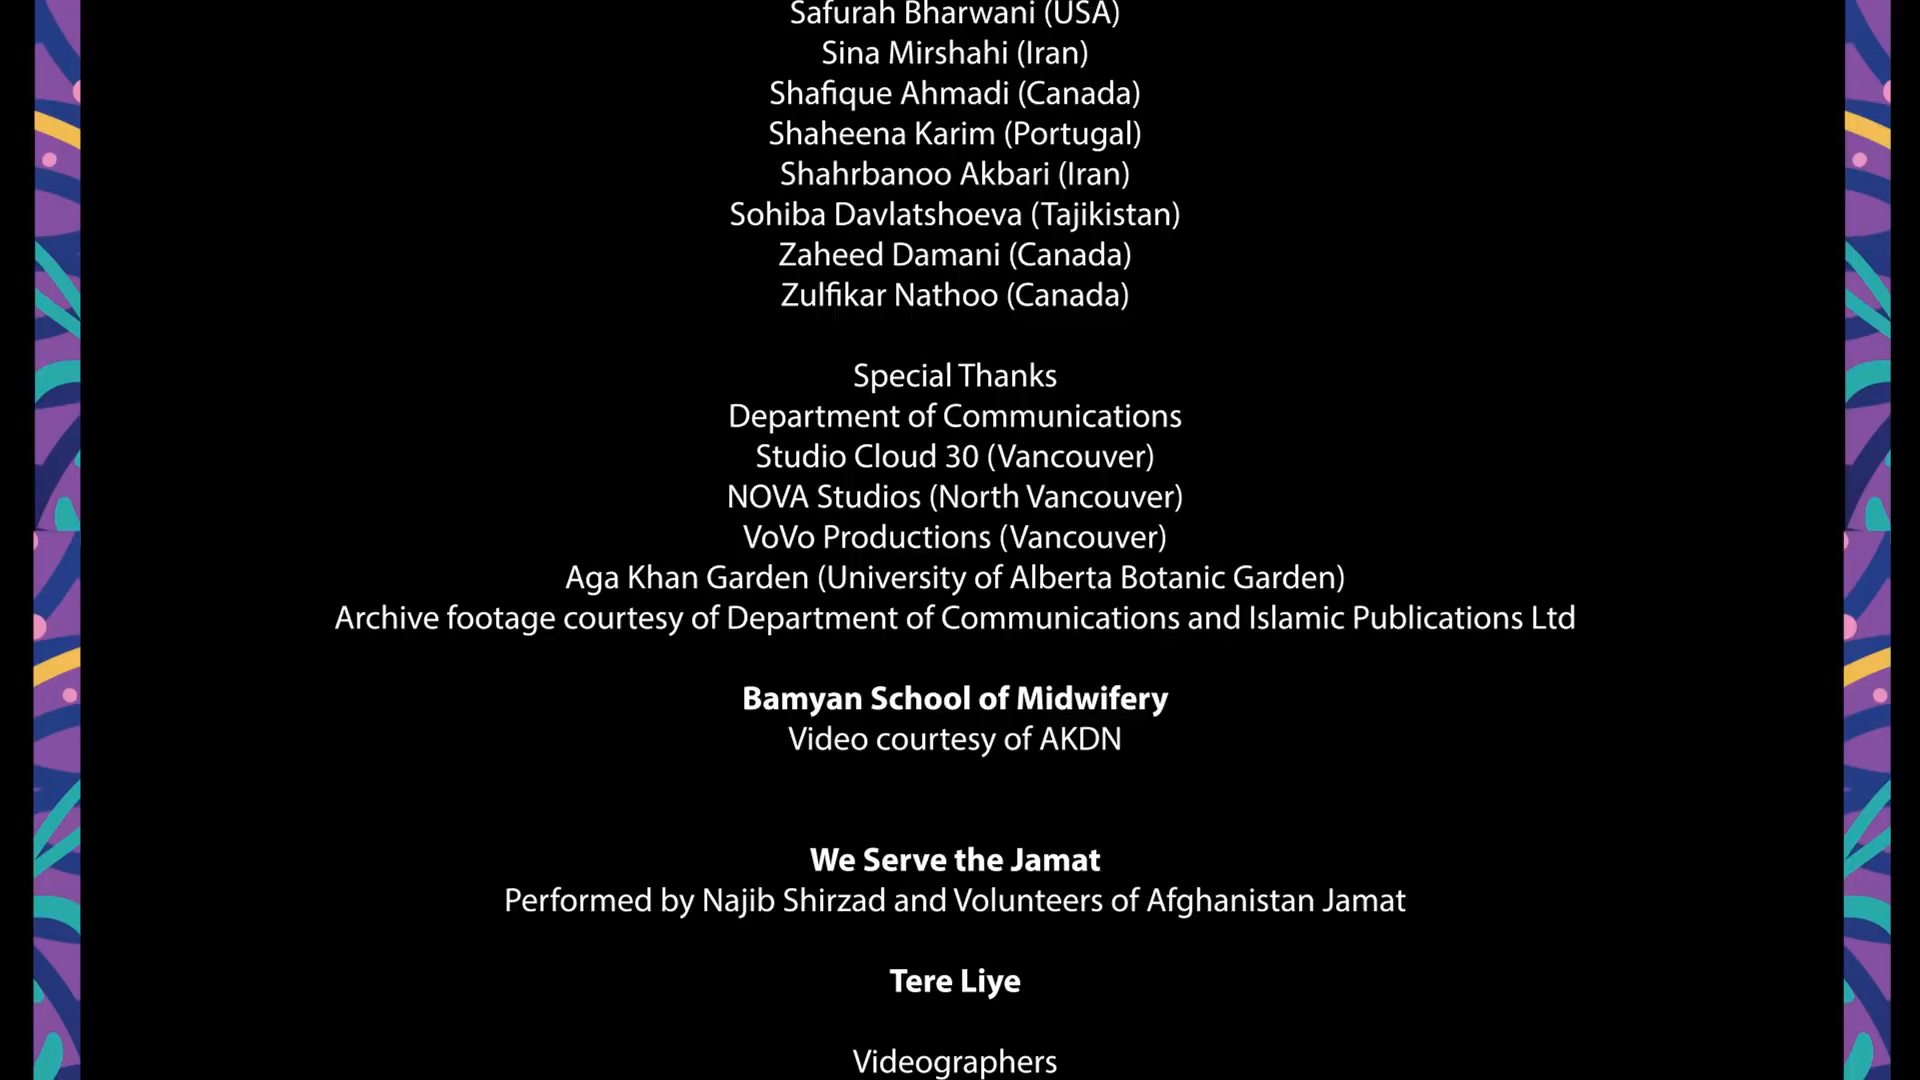 Safurah Bharwani (USA)
Sina Mirshahi (Iran)
Shafique Ahmadi (Canada)
Shaheena Karim (Portugal)
Shahrbanoo Akbari (Iran)
Sohiba Davlatshoeva (Tajikistan)
Zaheed Damani (Canada)
Zulfikar Nathoo (Canada)
Special Thanks
Department of Communications
Studio Cloud 30 (Vancouver)
NOVA Studios (North Vancouver)
VoVo Productions (Vancouver)
Aga Khan Garden (University of Alberta Botanic Garden)
Archive footage courtesy of Department of Communications and Islamic Publications Ltd
Bamyan School of Midwifery
Video courtesy of AKDN
We Serve the Jamat
Performed by Najib Shirzad and Volunteers of Afghanistan Jamat
Tere Liye
Videographers